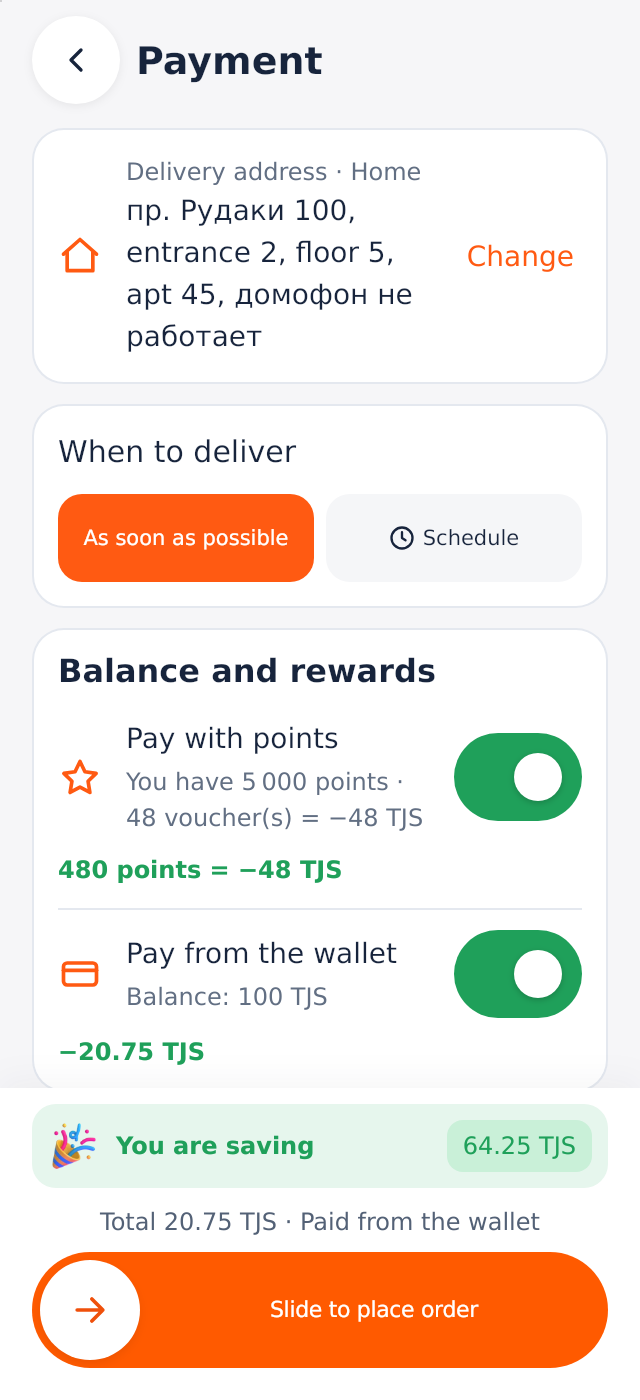 Payment
Delivery address · Home
пр. Рудаки 100,
entrance 2, floor 5,
apt 45, домофон не
работает
Change
When to deliver
As soon as possible
Schedule
Balance and rewards
Pay with points
You have 5 000 points ·
48 voucher(s) = −48 TJS
480 points = −48 TJS
Pay from the wallet
Balance: 100 TJS
−20.75 TJS
You are saving
64.25 TJS
Total 20.75 TJS · Paid from the wallet
Slide to place order